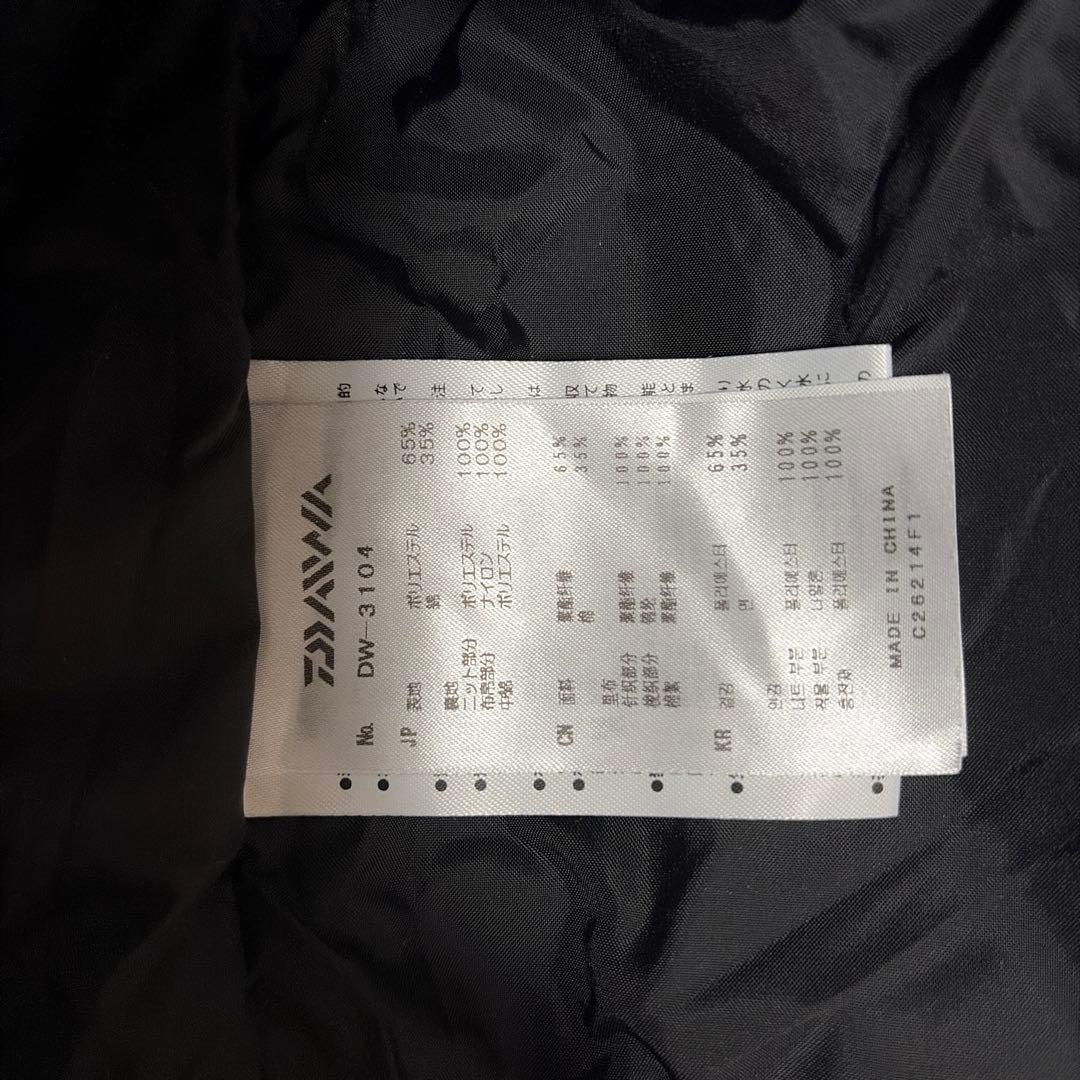 DAIWA
No. DW-3104
JP 表地 ポリエステル 65%
綿 35%
裏地
ニット部分 ポリエステル 100%
布帛部分 ナイロン 100%
中綿 ポリエステル 100%
CN 面料 聚酯纤维 65%
棉 35%
里布
针织部分 聚酯纤维 100%
梭织部分 锦纶 100%
棉絮 聚酯纤维 100%
KR 겉감 폴리에스터 65%
면 35%
안감
니트 부분 폴리에스터 100%
직물 부분 나일론 100%
충전재 폴리에스터 100%
MADE IN CHINA
C26214F1